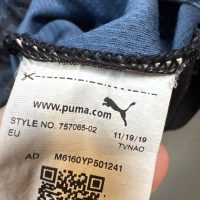 www.puma.com
STYLE NO. 757065-02 11/19/19
EU TVNAO
AD M6160YP501241